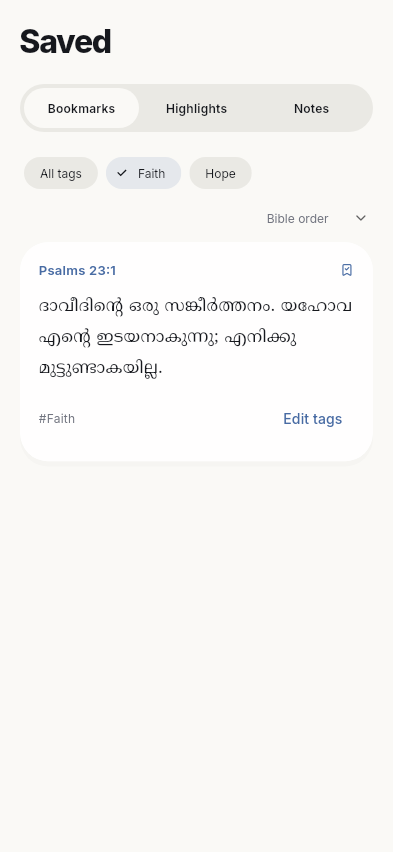 Saved
Bookmarks Highlights Notes
All tags Faith Hope
Bible order
Psalms 23:1
ദാവീദിന്റെ ഒരു സങ്കീർത്തനം. യഹോവ
എന്റെ ഇടയനാകുന്നു; എനിക്കു
മുട്ടുണ്ടാകയില്ല.
#Faith Edit tags